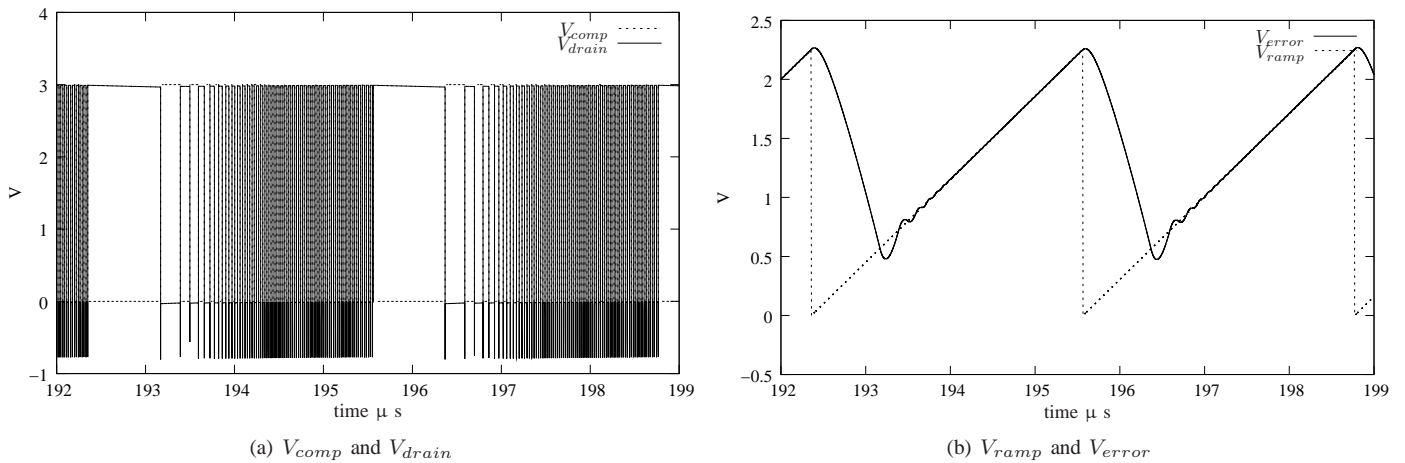 4
3
2
1
0
−1
V
192 193 194 195 196 197 198 199
time μ s
V_comp
V_drain
(a) V_comp and V_drain
2.5
2
1.5
1
0.5
0
−0.5
V
192 193 194 195 196 197 198 199
time μ s
V_error
V_ramp
(b) V_ramp and V_error